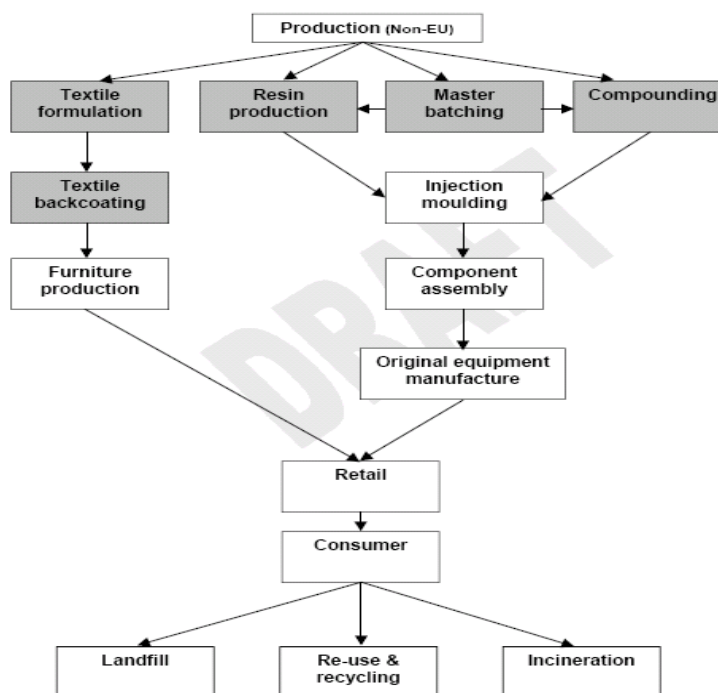 Production (Non-EU)
Textile
formulation
Resin
production
Master
batching
Compounding
Textile
backcoating
Injection
moulding
Furniture
production
Component
assembly
Original equipment
manufacture
DRAFT
Retail
Consumer
Landfill
Re-use &
recycling
Incineration